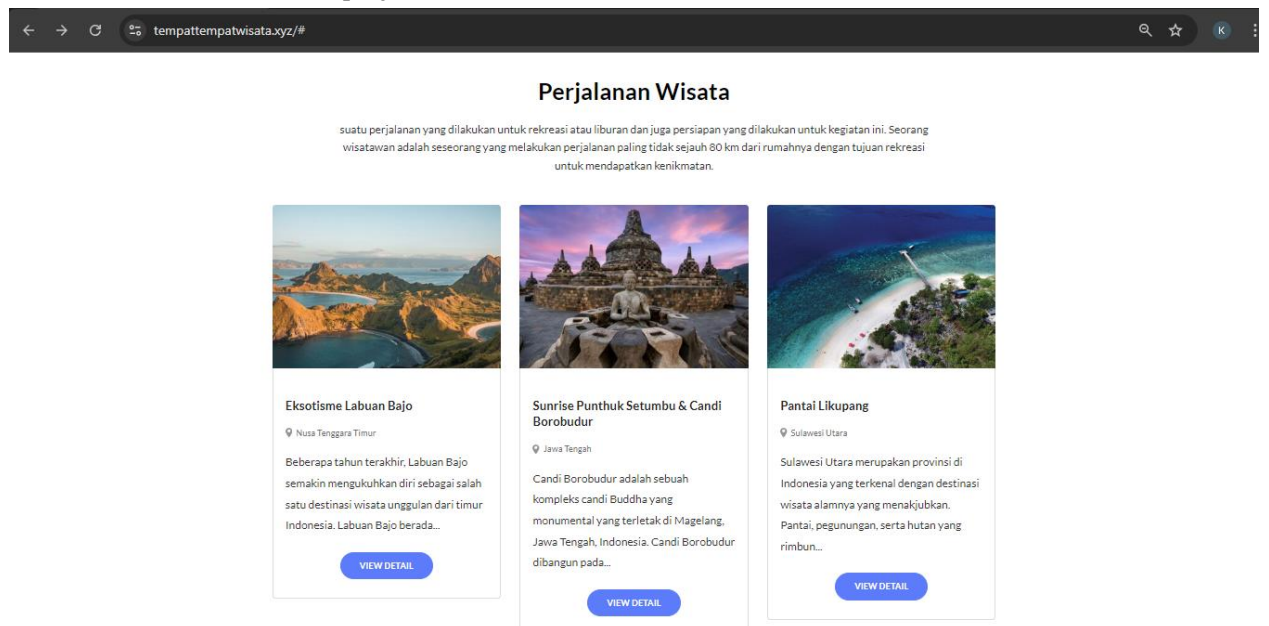 tempattempatwisata.xyz/#
K
Perjalanan Wisata
suatu perjalanan yang dilakukan untuk rekreasi atau liburan dan juga persiapan yang dilakukan untuk kegiatan ini. Seorang
wisatawan adalah seseorang yang melakukan perjalanan paling tidak sejauh 80 km dari rumahnya dengan tujuan rekreasi
untuk mendapatkan kenikmatan.
Eksotisme Labuan Bajo
Nusa Tenggara Timur
Beberapa tahun terakhir, Labuan Bajo
semakin mengukuhkan diri sebagai salah
satu destinasi wisata unggulan dari timur
Indonesia. Labuan Bajo berada...
VIEW DETAIL
Sunrise Punthuk Setumbu & Candi
Borobudur
Jawa Tengah
Candi Borobudur adalah sebuah
kompleks candi Buddha yang
monumental yang terletak di Magelang,
Jawa Tengah, Indonesia. Candi Borobudur
dibangun pada...
VIEW DETAIL
Pantai Likupang
Sulawesi Utara
Sulawesi Utara merupakan provinsi di
Indonesia yang terkenal dengan destinasi
wisata alamnya yang menakjubkan.
Pantai, pegunungan, serta hutan yang
rimbun...
VIEW DETAIL